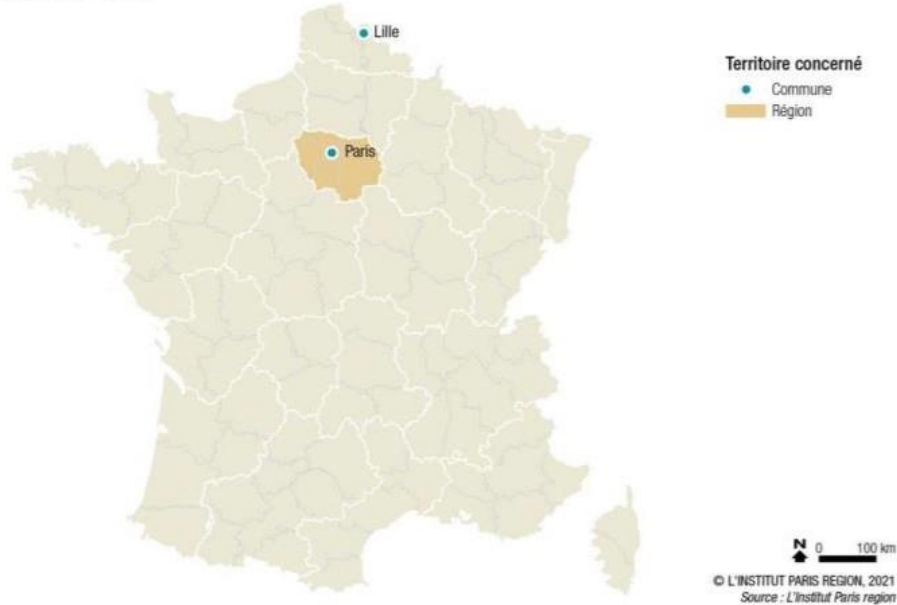 Lille
Paris
Territoire concerné
Commune
Région
N 0 100 km
© L'INSTITUT PARIS REGION, 2021
Source : L'Institut Paris region